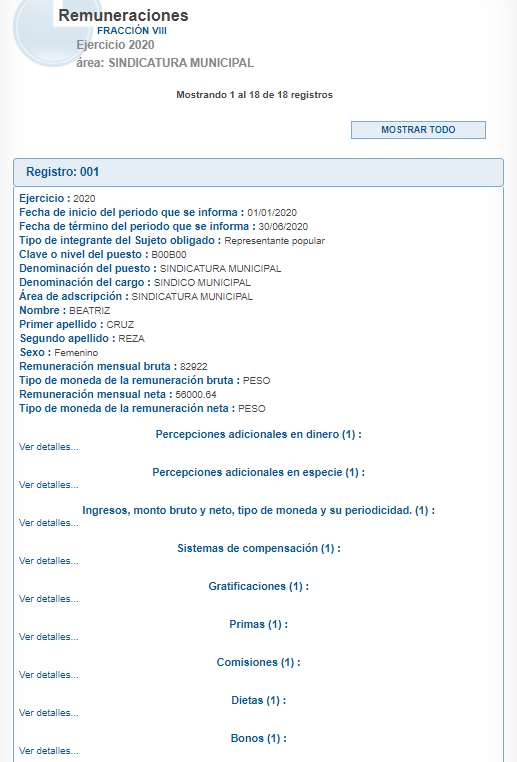 Remuneraciones
FRACCIÓN VIII
Ejercicio 2020
área: SINDICATURA MUNICIPAL
Mostrando 1 al 18 de 18 registros
MOSTRAR TODO
Registro: 001
Ejercicio : 2020
Fecha de inicio del periodo que se informa : 01/01/2020
Fecha de término del periodo que se informa : 30/06/2020
Tipo de integrante del Sujeto obligado : Representante popular
Clave o nivel del puesto : B00B00
Denominación del puesto : SINDICATURA MUNICIPAL
Denominación del cargo : SINDICO MUNICIPAL
Área de adscripción : SINDICATURA MUNICIPAL
Nombre : BEATRIZ
Primer apellido : CRUZ
Segundo apellido : REZA
Sexo : Femenino
Remuneración mensual bruta : 82922
Tipo de moneda de la remuneración bruta : PESO
Remuneración mensual neta : 56000.64
Tipo de moneda de la remuneración neta : PESO
Percepciones adicionales en dinero (1) :
Ver detalles...
Percepciones adicionales en especie (1) :
Ver detalles...
Ingresos, monto bruto y neto, tipo de moneda y su periodicidad. (1) :
Ver detalles...
Sistemas de compensación (1) :
Ver detalles...
Gratificaciones (1) :
Ver detalles...
Primas (1) :
Ver detalles...
Comisiones (1) :
Ver detalles...
Dietas (1) :
Ver detalles...
Bonos (1) :
Ver detalles...